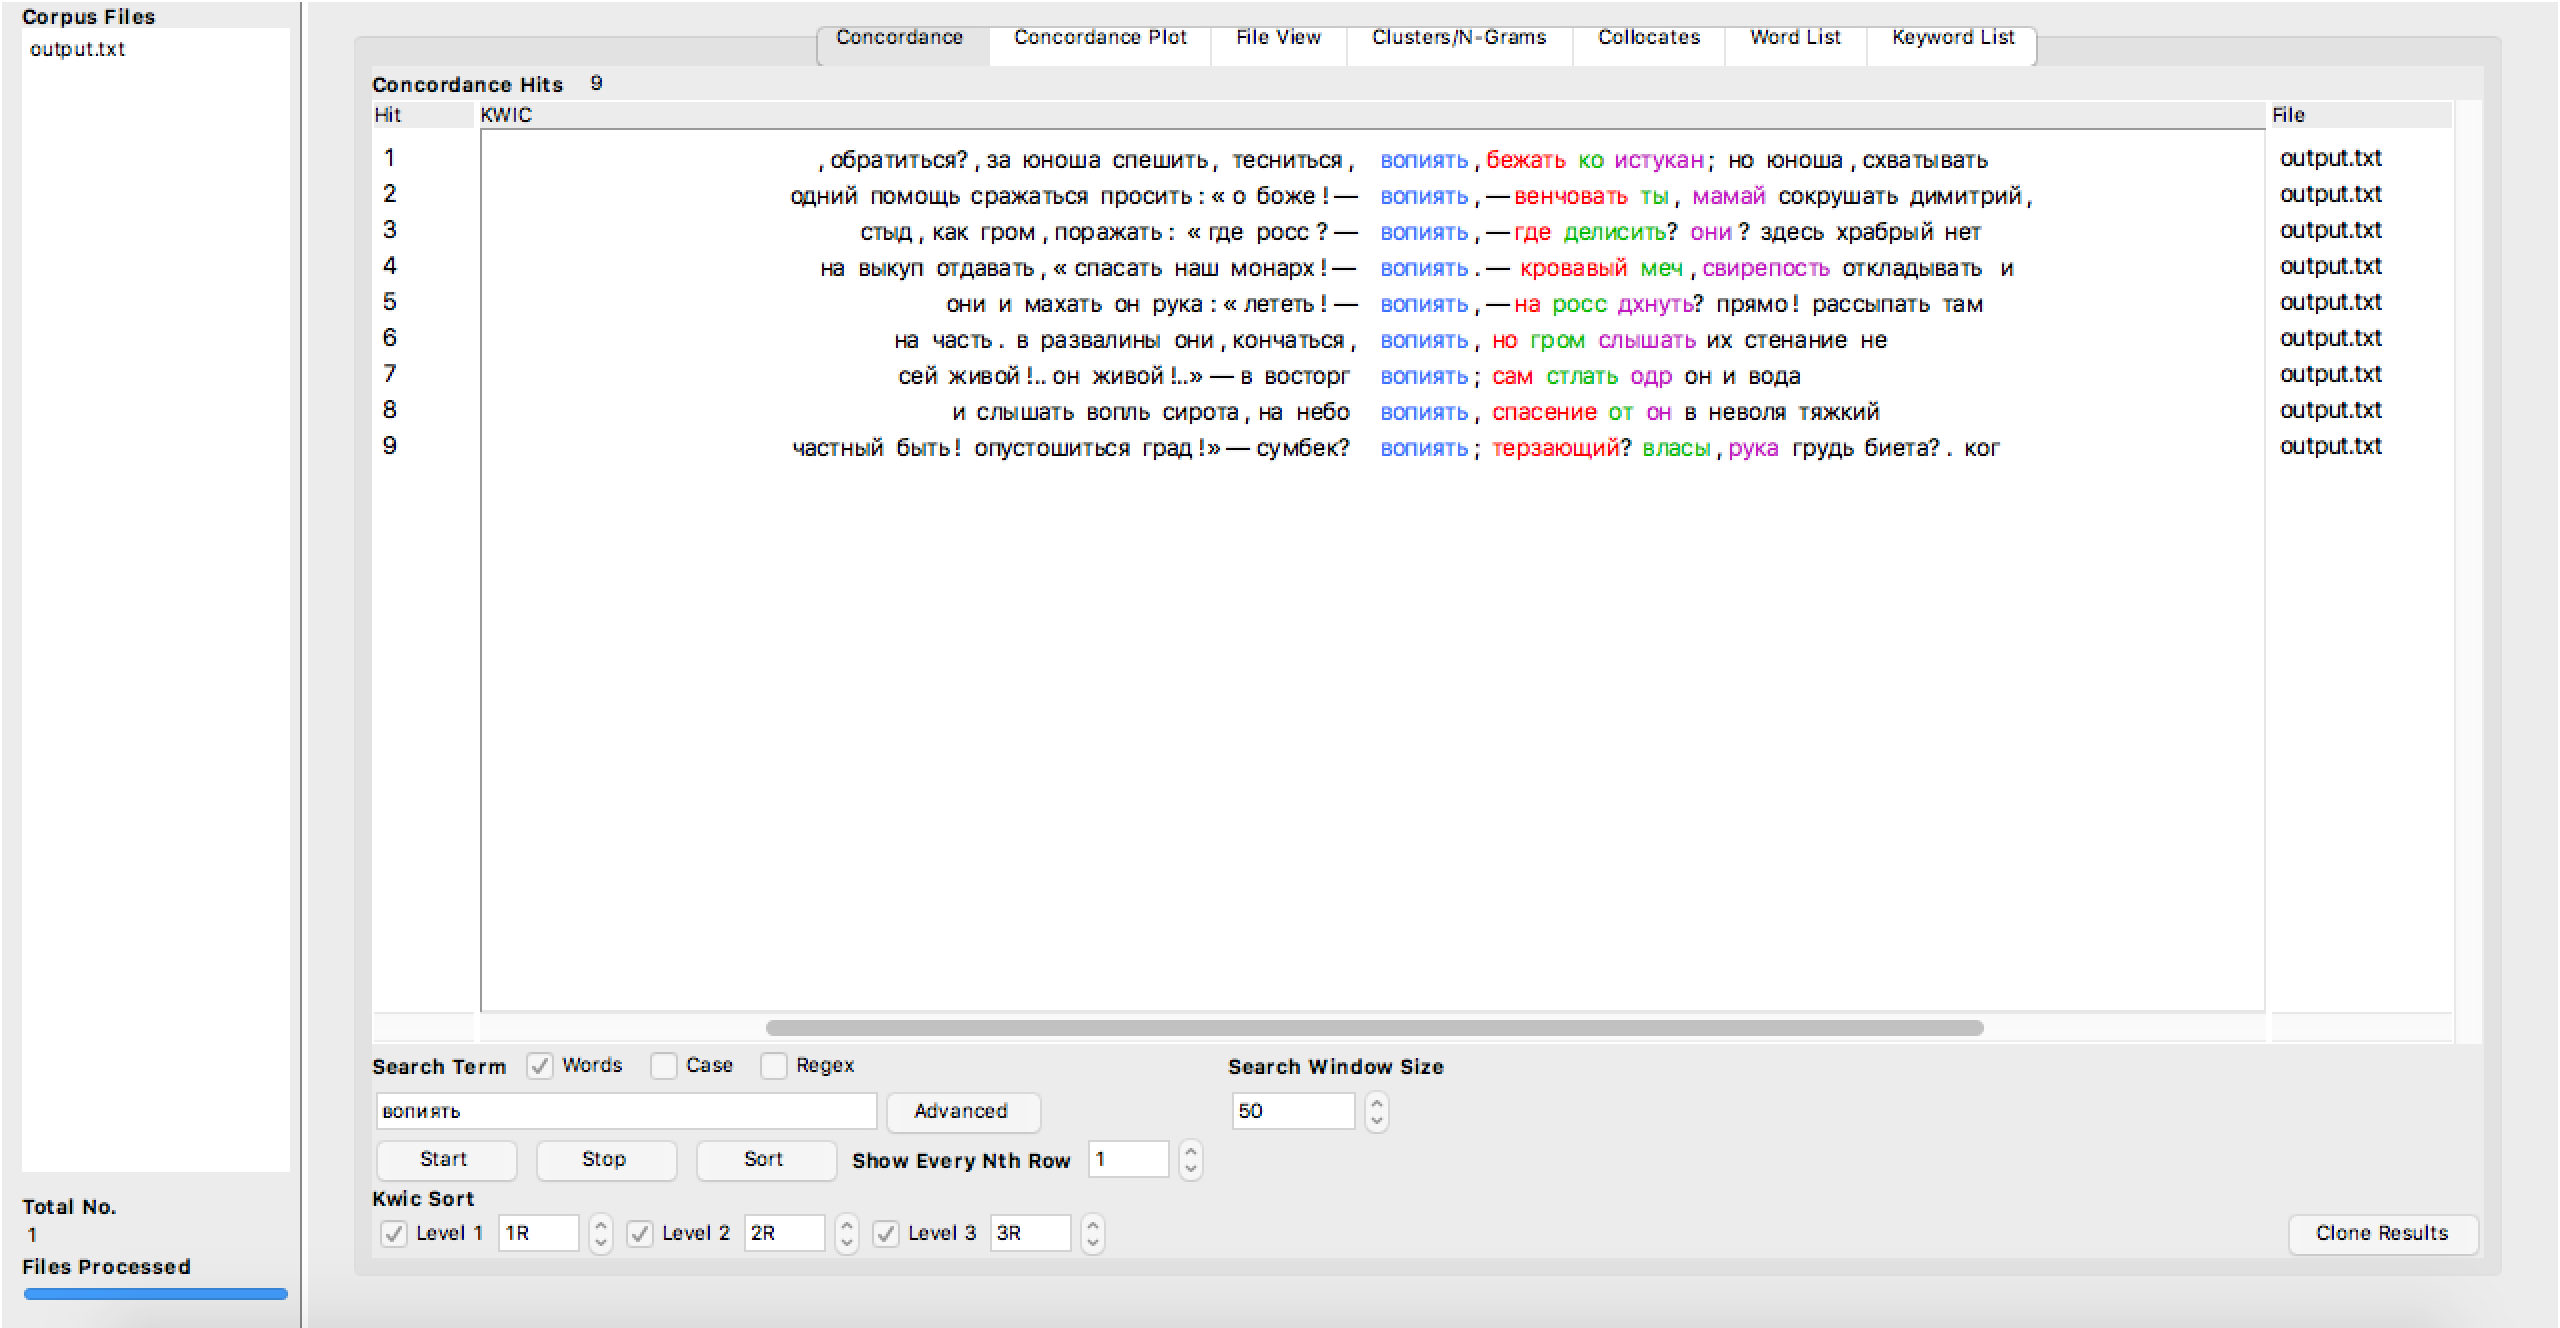 Corpus Files
output.txt
Concordance Concordance Plot File View Clusters/N-Grams Collocates Word List Keyword List
Concordance Hits 9
Hit KWIC File
1 , обратиться? , за юноша спешить , тесниться , вопиять , бежать ко истукан ; но юноша , схватывать output.txt
2 одний помощь сражаться просить : « о боже ! — вопиять , — венчовать ты , мамай сокрушать димитрий, output.txt
3 стыд , как гром , поражать : « где росс ? — вопиять , — где делисить? они ? здесь храбрый нет output.txt
4 на выкуп отдавать , « спасать наш монарх ! — вопиять . — кровавый меч , свирепость откладывать и output.txt
5 они и махать он рука : « лететь ! — вопиять , — на росс дхнуть? прямо! рассыпать там output.txt
6 на часть . в развалины они , кончаться , вопиять , но гром слышать их стенание не output.txt
7 сей живой !.. он живой !..» — в восторг вопиять ; сам стлать одр он и вода output.txt
8 и слышать вопль сирота , на небо вопиять , спасение от он в неволя тяжкий output.txt
9 частный быть! опустошиться град !» — сумбек? вопиять ; терзающий? власы , рука грудь биета? . ког output.txt
Search Term Words Case Regex Search Window Size
вопиять Advanced 50
Start Stop Sort Show Every Nth Row 1
Kwic Sort
Level 1 1R Level 2 2R Level 3 3R Clone Results
Total No.
1
Files Processed